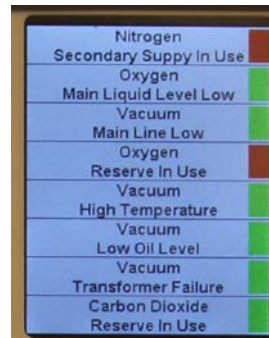 Nitrogen
Secondary Suppy In Use
Oxygen
Main Liquid Level Low
Vacuum
Main Line Low
Oxygen
Reserve In Use
Vacuum
High Temperature
Vacuum
Low Oil Level
Vacuum
Transformer Failure
Carbon Dioxide
Reserve In Use